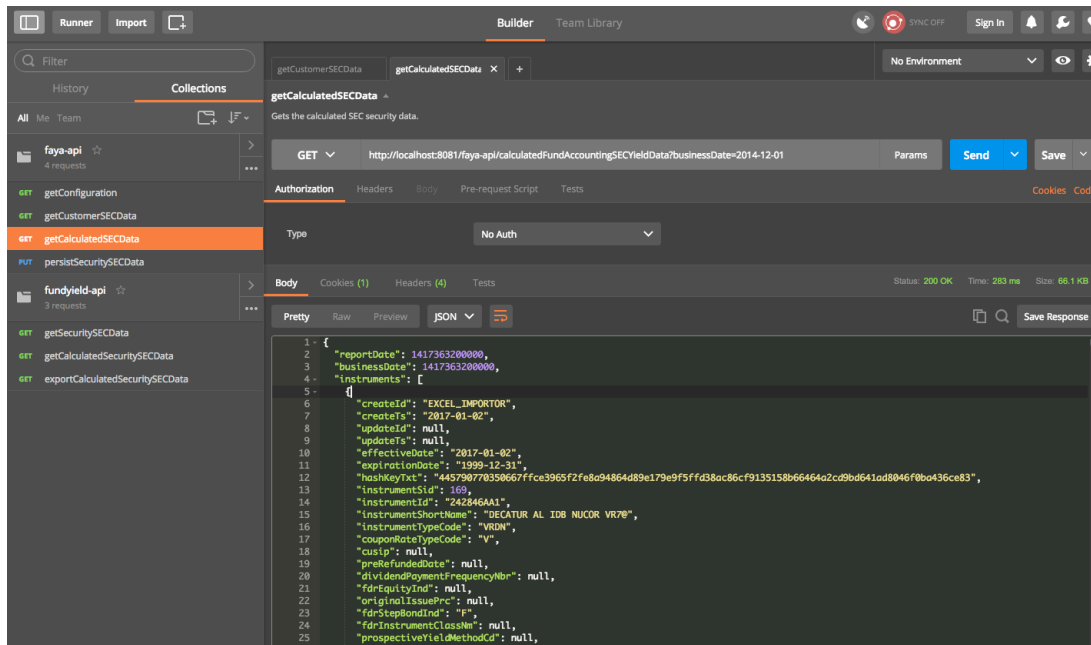 Runner Import Builder Team Library SYNC OFF Sign In
Filter
History Collections
All Me Team
faya-api
4 requests
GET getConfiguration
GET getCustomerSECData
GET getCalculatedSECData
PUT persistSecuritySECData
fundyield-api
3 requests
GET getSecuritySECData
GET getCalculatedSecuritySECData
GET exportCalculatedSecuritySECData
getCustomerSECData getCalculatedSECData X + No Environment
getCalculatedSECData
Gets the calculated SEC security data.
GET http://localhost:8081/faya-api/calculatedFundAccountingSECYieldData?businessDate=2014-12-01 Params Send Save
Authorization Headers Body Pre-request Script Tests Cookies Cod
Type No Auth
Body Cookies (1) Headers (4) Tests Status: 200 OK Time: 283 ms Size: 66.1 KB
Pretty Raw Preview JSON Save Response
1 {
2 "reportDate": 1417363200000,
3 "businessDate": 1417363200000,
4 "instruments": [
5 {
6 "createId": "EXCEL_IMPORTOR",
7 "createTs": "2017-01-02",
8 "updateId": null,
9 "updateTs": null,
10 "effectiveDate": "2017-01-02",
11 "expirationDate": "1999-12-31",
12 "hashKeyTxt": "445790770350667ffce3965f2fe8a94864d89e179e9f5ffd38ac86cf9135158b66464a2cd9bd641ad8046f0ba436ce83",
13 "instrumentSid": 169,
14 "instrumentId": "242846AA1",
15 "instrumentShortName": "DECATUR AL IDB NUCOR VR7@",
16 "instrumentTypeCode": "VRDN",
17 "couponRateTypeCode": "V",
18 "cusip": null,
19 "preRefundedDate": null,
20 "dividendPaymentFrequencyNbr": null,
21 "fdrEquityInd": null,
22 "originalIssuePrc": null,
23 "fdrStepBondInd": "F",
24 "fdrInstrumentClassNm": null,
25 "prospectiveYieldMethodCd": null,